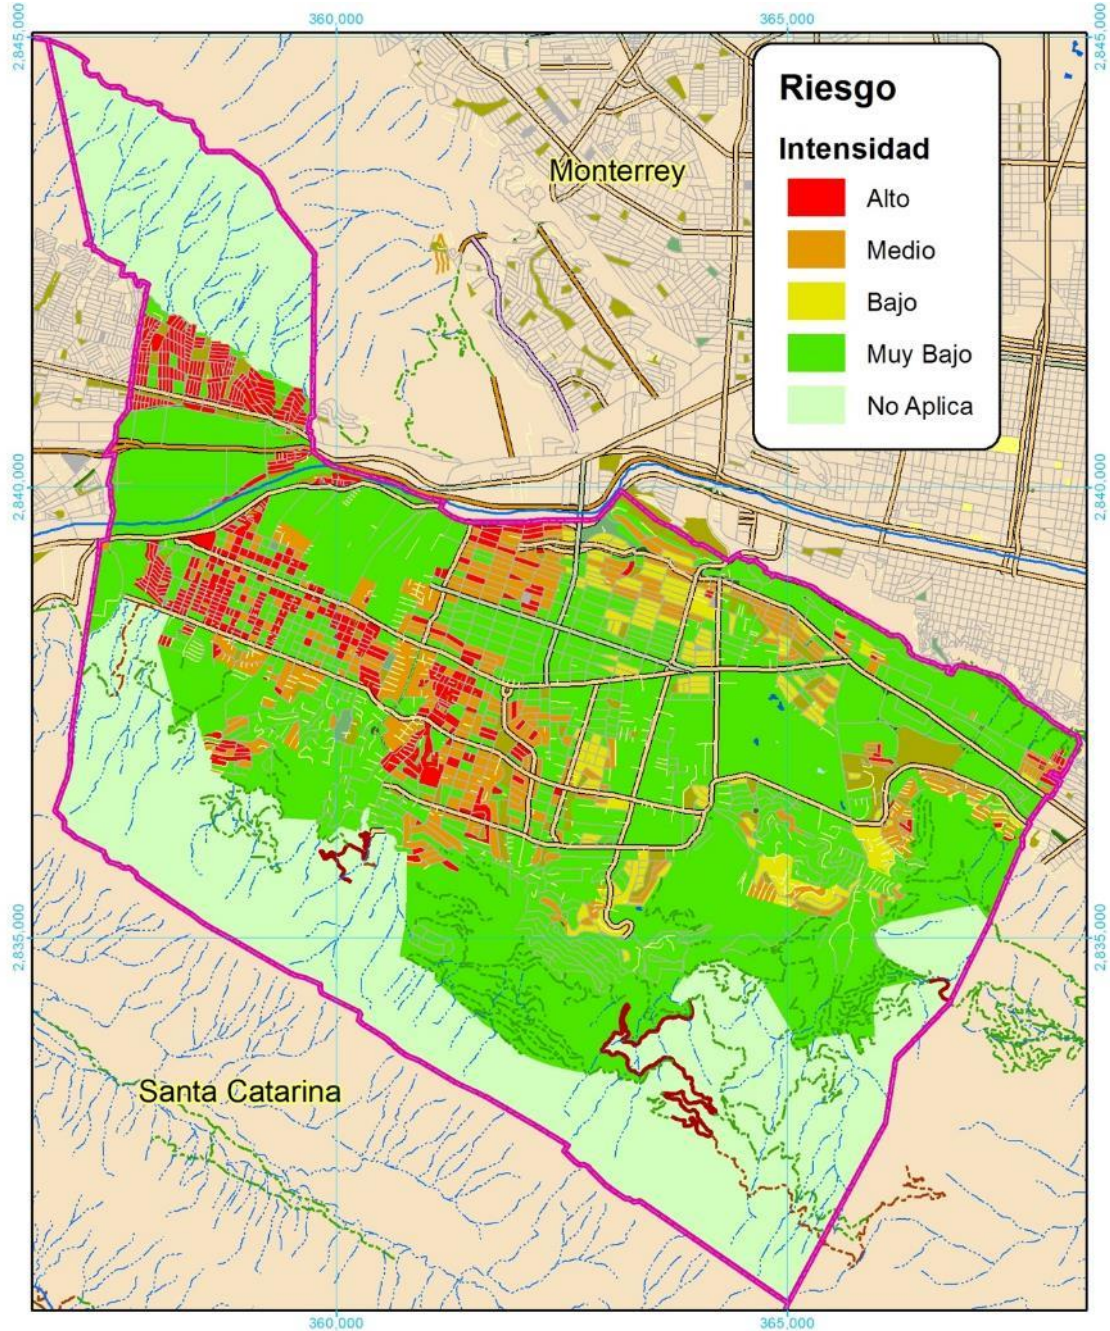 360,000
365,000
2,845,000
2,845,000
Riesgo
Intensidad
Alto
Medio
Bajo
Muy Bajo
No Aplica
Monterrey
2,840,000
2,840,000
2,835,000
2,835,000
Santa Catarina
360,000
365,000